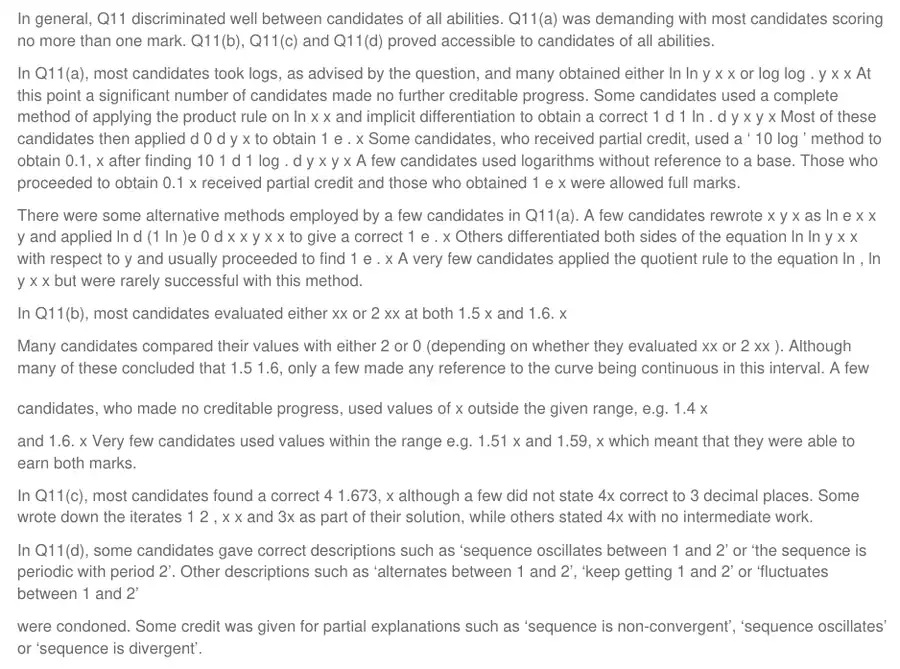 In general, Q11 discriminated well between candidates of all abilities. Q11(a) was demanding with most candidates scoring
no more than one mark. Q11(b), Q11(c) and Q11(d) proved accessible to candidates of all abilities.
In Q11(a), most candidates took logs, as advised by the question, and many obtained either ln ln y x x or log log . y x x At
this point a significant number of candidates made no further creditable progress. Some candidates used a complete
method of applying the product rule on ln x x and implicit differentiation to obtain a correct 1 d 1 ln . d y x y x Most of these
candidates then applied d 0 d y x to obtain 1 e . x Some candidates, who received partial credit, used a ‘ 10 log ’ method to
obtain 0.1, x after finding 10 1 d 1 log . d y x y x A few candidates used logarithms without reference to a base. Those who
proceeded to obtain 0.1 x received partial credit and those who obtained 1 e x were allowed full marks.
There were some alternative methods employed by a few candidates in Q11(a). A few candidates rewrote x y x as ln e x x
y and applied ln d (1 ln )e 0 d x x y x x to give a correct 1 e . x Others differentiated both sides of the equation ln ln y x x
with respect to y and usually proceeded to find 1 e . x A very few candidates applied the quotient rule to the equation ln , ln
y x x but were rarely successful with this method.
In Q11(b), most candidates evaluated either xx or 2 xx at both 1.5 x and 1.6. x
Many candidates compared their values with either 2 or 0 (depending on whether they evaluated xx or 2 xx ). Although
many of these concluded that 1.5 1.6, only a few made any reference to the curve being continuous in this interval. A few
candidates, who made no creditable progress, used values of x outside the given range, e.g. 1.4 x
and 1.6. x Very few candidates used values within the range e.g. 1.51 x and 1.59, x which meant that they were able to
earn both marks.
In Q11(c), most candidates found a correct 4 1.673, x although a few did not state 4x correct to 3 decimal places. Some
wrote down the iterates 1 2 , x x and 3x as part of their solution, while others stated 4x with no intermediate work.
In Q11(d), some candidates gave correct descriptions such as ‘sequence oscillates between 1 and 2’ or ‘the sequence is
periodic with period 2’. Other descriptions such as ‘alternates between 1 and 2’, ‘keep getting 1 and 2’ or ‘fluctuates
between 1 and 2’
were condoned. Some credit was given for partial explanations such as ‘sequence is non-convergent’, ‘sequence oscillates’
or ‘sequence is divergent’.